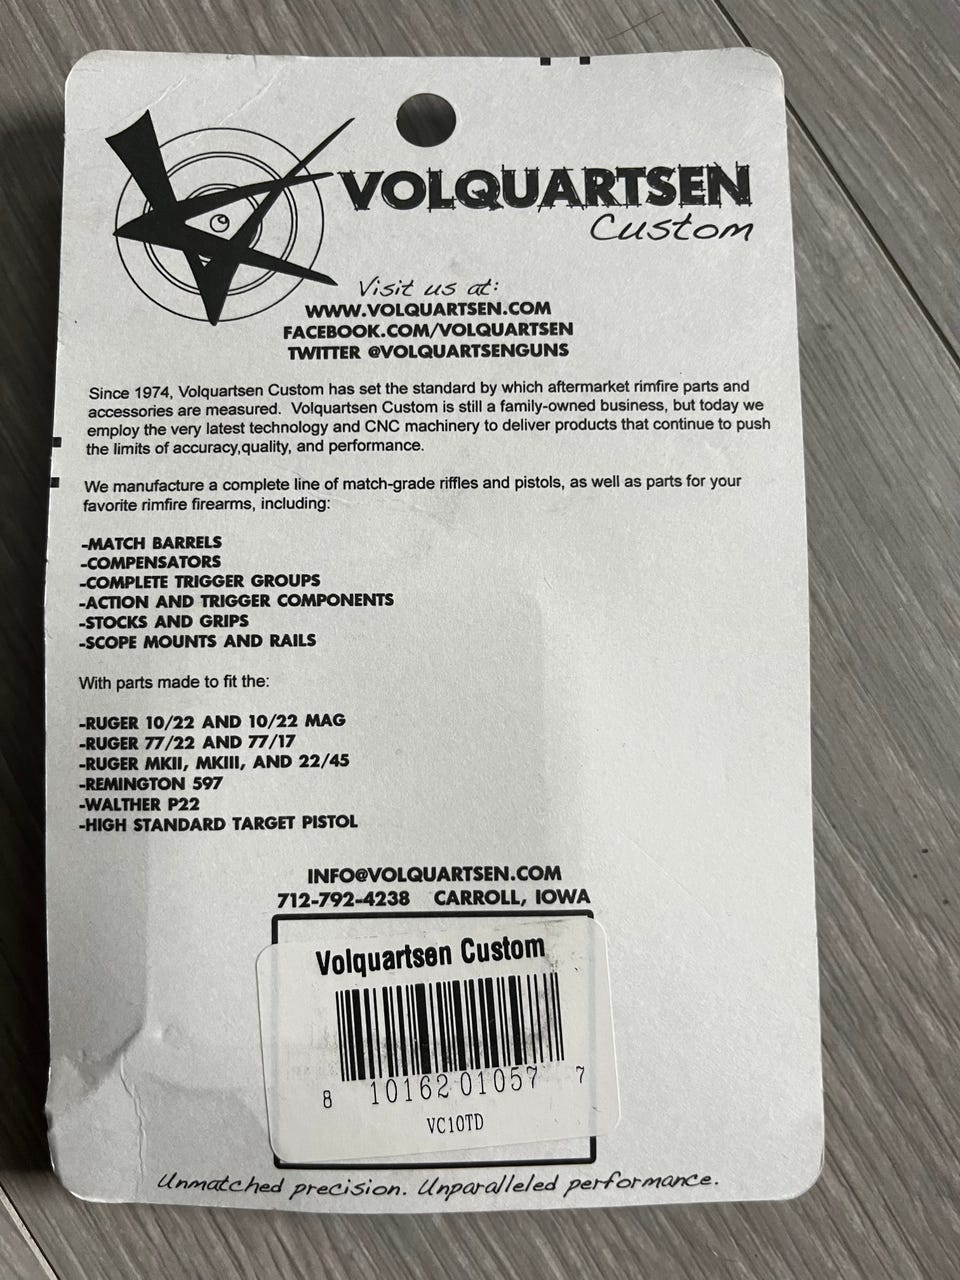 VOLQUARTSEN
Custom
Visit us at:
WWW.VOLQUARTSEN.COM
FACEBOOK.COM/VOLQUARTSEN
TWITTER @VOLQUARTSENGUNS
Since 1974, Volquartsen Custom has set the standard by which aftermarket rimfire parts and
accessories are measured. Volquartsen Custom is still a family-owned business, but today we
employ the very latest technology and CNC machinery to deliver products that continue to push
the limits of accuracy,quality, and performance.
We manufacture a complete line of match-grade riffles and pistols, as well as parts for your
favorite rimfire firearms, including:
-MATCH BARRELS
-COMPENSATORS
-COMPLETE TRIGGER GROUPS
-ACTION AND TRIGGER COMPONENTS
-STOCKS AND GRIPS
-SCOPE MOUNTS AND RAILS
With parts made to fit the:
-RUGER 10/22 AND 10/22 MAG
-RUGER 77/22 AND 77/17
-RUGER MKII, MKIII, AND 22/45
-REMINGTON 597
-WALTHER P22
-HIGH STANDARD TARGET PISTOL
INFO@VOLQUARTSEN.COM
712-792-4238 CARROLL, IOWA
Volquartsen Custom
8 10162 01057 7
VC10TD
Unmatched precision. Unparalleled performance.